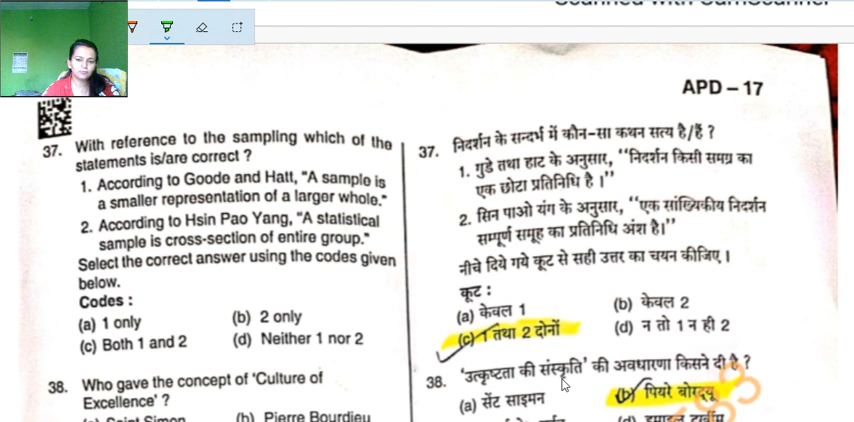 APD – 17
37. With reference to the sampling which of the
statements is/are correct ?
1. According to Goode and Hatt, "A sample is
a smaller representation of a larger whole."
2. According to Hsin Pao Yang, "A statistical
sample is cross-section of entire group."
Select the correct answer using the codes given
below.
Codes :
(a) 1 only
(b) 2 only
(c) Both 1 and 2
(d) Neither 1 nor 2
38. Who gave the concept of 'Culture of
Excellence' ?
(a) Saint Simon
(b) Pierre Bourdieu
37. निदर्शन के सन्दर्भ में कौन-सा कथन सत्य है/हैं ?
1. गुडे तथा हाट के अनुसार, "निदर्शन किसी समग्र का
एक छोटा प्रतिनिधि है ।"
2. सिन पाओ यंग के अनुसार, "एक सांख्यिकीय निदर्शन
सम्पूर्ण समूह का प्रतिनिधि अंश है।"
नीचे दिये गये कूट से सही उत्तर का चयन कीजिए ।
कूट :
(a) केवल 1
(b) केवल 2
(c) 1 तथा 2 दोनों
(d) न तो 1 न ही 2
38. 'उत्कृष्टता की संस्कृति' की अवधारणा किसने दी है ?
(a) सेंट साइमन
(b) पियरे बोरद्यू